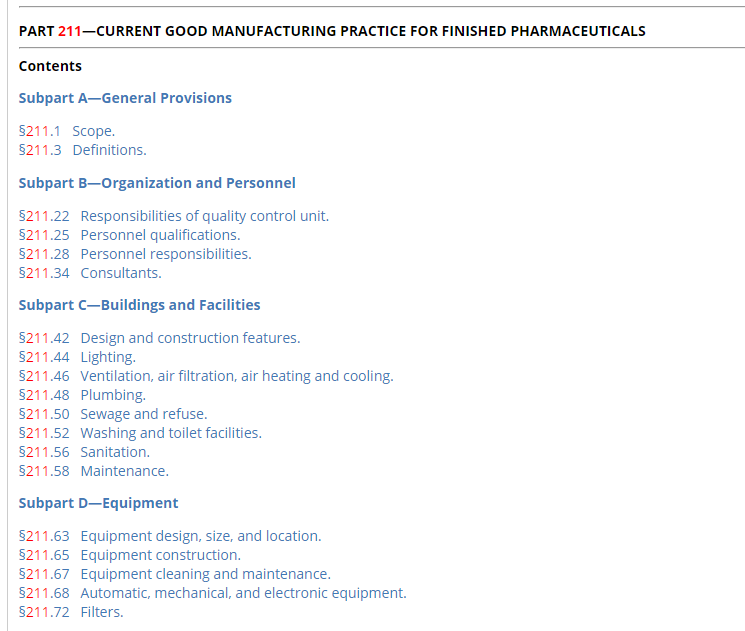 PART 211—CURRENT GOOD MANUFACTURING PRACTICE FOR FINISHED PHARMACEUTICALS
Contents
Subpart A—General Provisions
§211.1 Scope.
§211.3 Definitions.
Subpart B—Organization and Personnel
§211.22 Responsibilities of quality control unit.
§211.25 Personnel qualifications.
§211.28 Personnel responsibilities.
§211.34 Consultants.
Subpart C—Buildings and Facilities
§211.42 Design and construction features.
§211.44 Lighting.
§211.46 Ventilation, air filtration, air heating and cooling.
§211.48 Plumbing.
§211.50 Sewage and refuse.
§211.52 Washing and toilet facilities.
§211.56 Sanitation.
§211.58 Maintenance.
Subpart D—Equipment
§211.63 Equipment design, size, and location.
§211.65 Equipment construction.
§211.67 Equipment cleaning and maintenance.
§211.68 Automatic, mechanical, and electronic equipment.
§211.72 Filters.